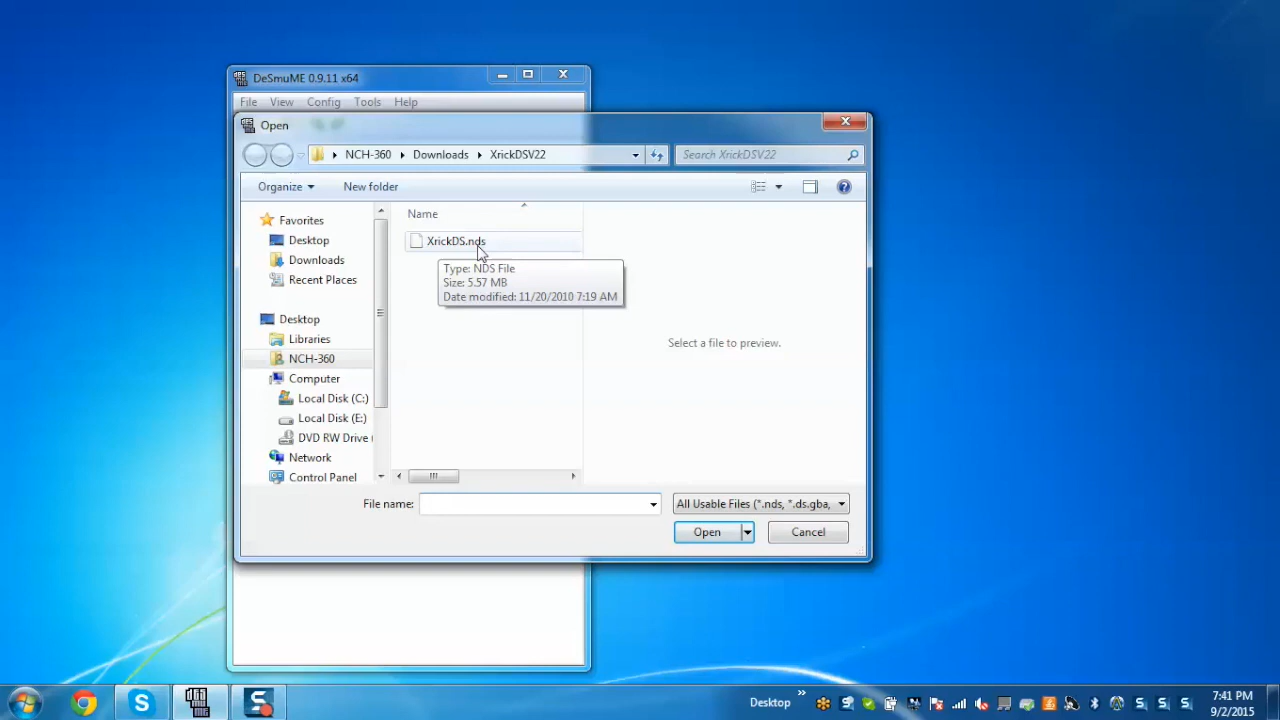 DeSmuME 0.9.11 x64
File View Config Tools Help
Open
NCH-360 Downloads XrickDSV22
Search XrickDSV22
Organize New folder
Favorites
Desktop
Downloads
Recent Places
Desktop
Libraries
NCH-360
Computer
Local Disk (C:)
Local Disk (E:)
DVD RW Drive (
Network
Control Panel
Name
XrickDS.nds
Type: NDS File
Size: 5.57 MB
Date modified: 11/20/2010 7:19 AM
Select a file to preview.
File name:
All Usable Files (*.nds, *.ds.gba,
Open Cancel
Desktop
7:41 PM
9/2/2015